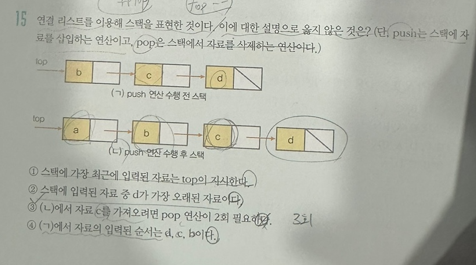 top
15 연결 리스트를 이용해 스택을 표현한 것이다. 이에 대한 설명으로 옳지 않은 것은? (단, push는 스택에 자
료를 삽입하는 연산이고, pop은 스택에서 자료를 삭제하는 연산이다.)
top
b c d
(ㄱ) push 연산 수행 전 스택
top
a b c d
(ㄴ) push 연산 수행 후 스택
① 스택에 가장 최근에 입력된 자료는 top이 지시한다.
② 스택에 입력된 자료 중 d가 가장 오래된 자료이다.
③ (ㄴ)에서 자료 c를 가져오려면 pop 연산이 2회 필요하다. 3회
④ (ㄱ)에서 자료의 입력된 순서는 d, c, b이다.